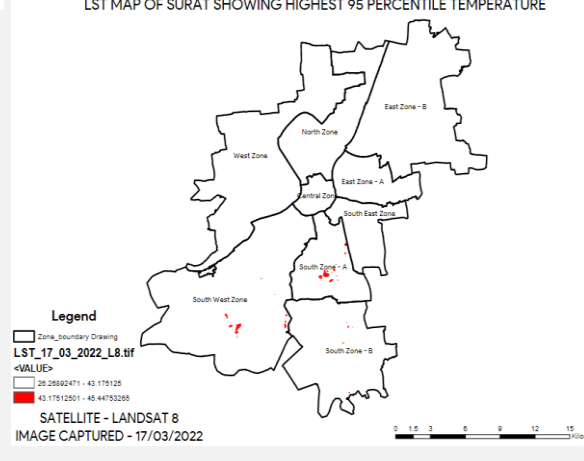 LST MAP OF SURAT SHOWING HIGHEST 95 PERCENTILE TEMPERATURE
East Zone - B
North Zone
West Zone
East Zone - A
Central Zon
South East Zone
South Zone - A
South West Zone
South Zone - B
Legend
Zone_boundary Drawing
LST_17_03_2022_L8.tif
<VALUE>
26.26892471 - 43.175125
43.17512501 - 45.44753265
SATELLITE - LANDSAT 8
IMAGE CAPTURED - 17/03/2022
0 1.5 3 6 9 12 15
Kilo